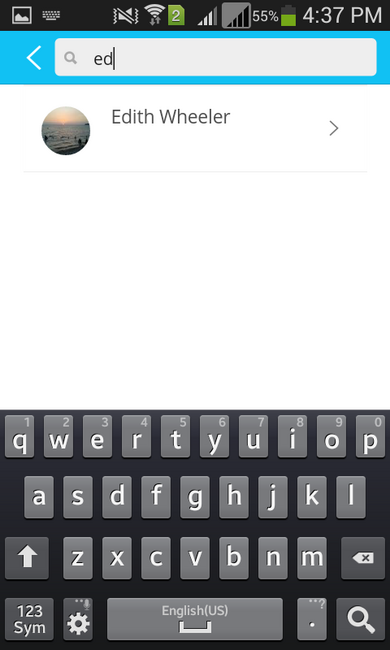 2 55% 4:37 PM
ed
Edith Wheeler
1 2 3 4 5 6 7 8 9 0
q w e r t y u i o p
a s d f g h j k l
z x c v b n m
123 Sym English(US) . ...?